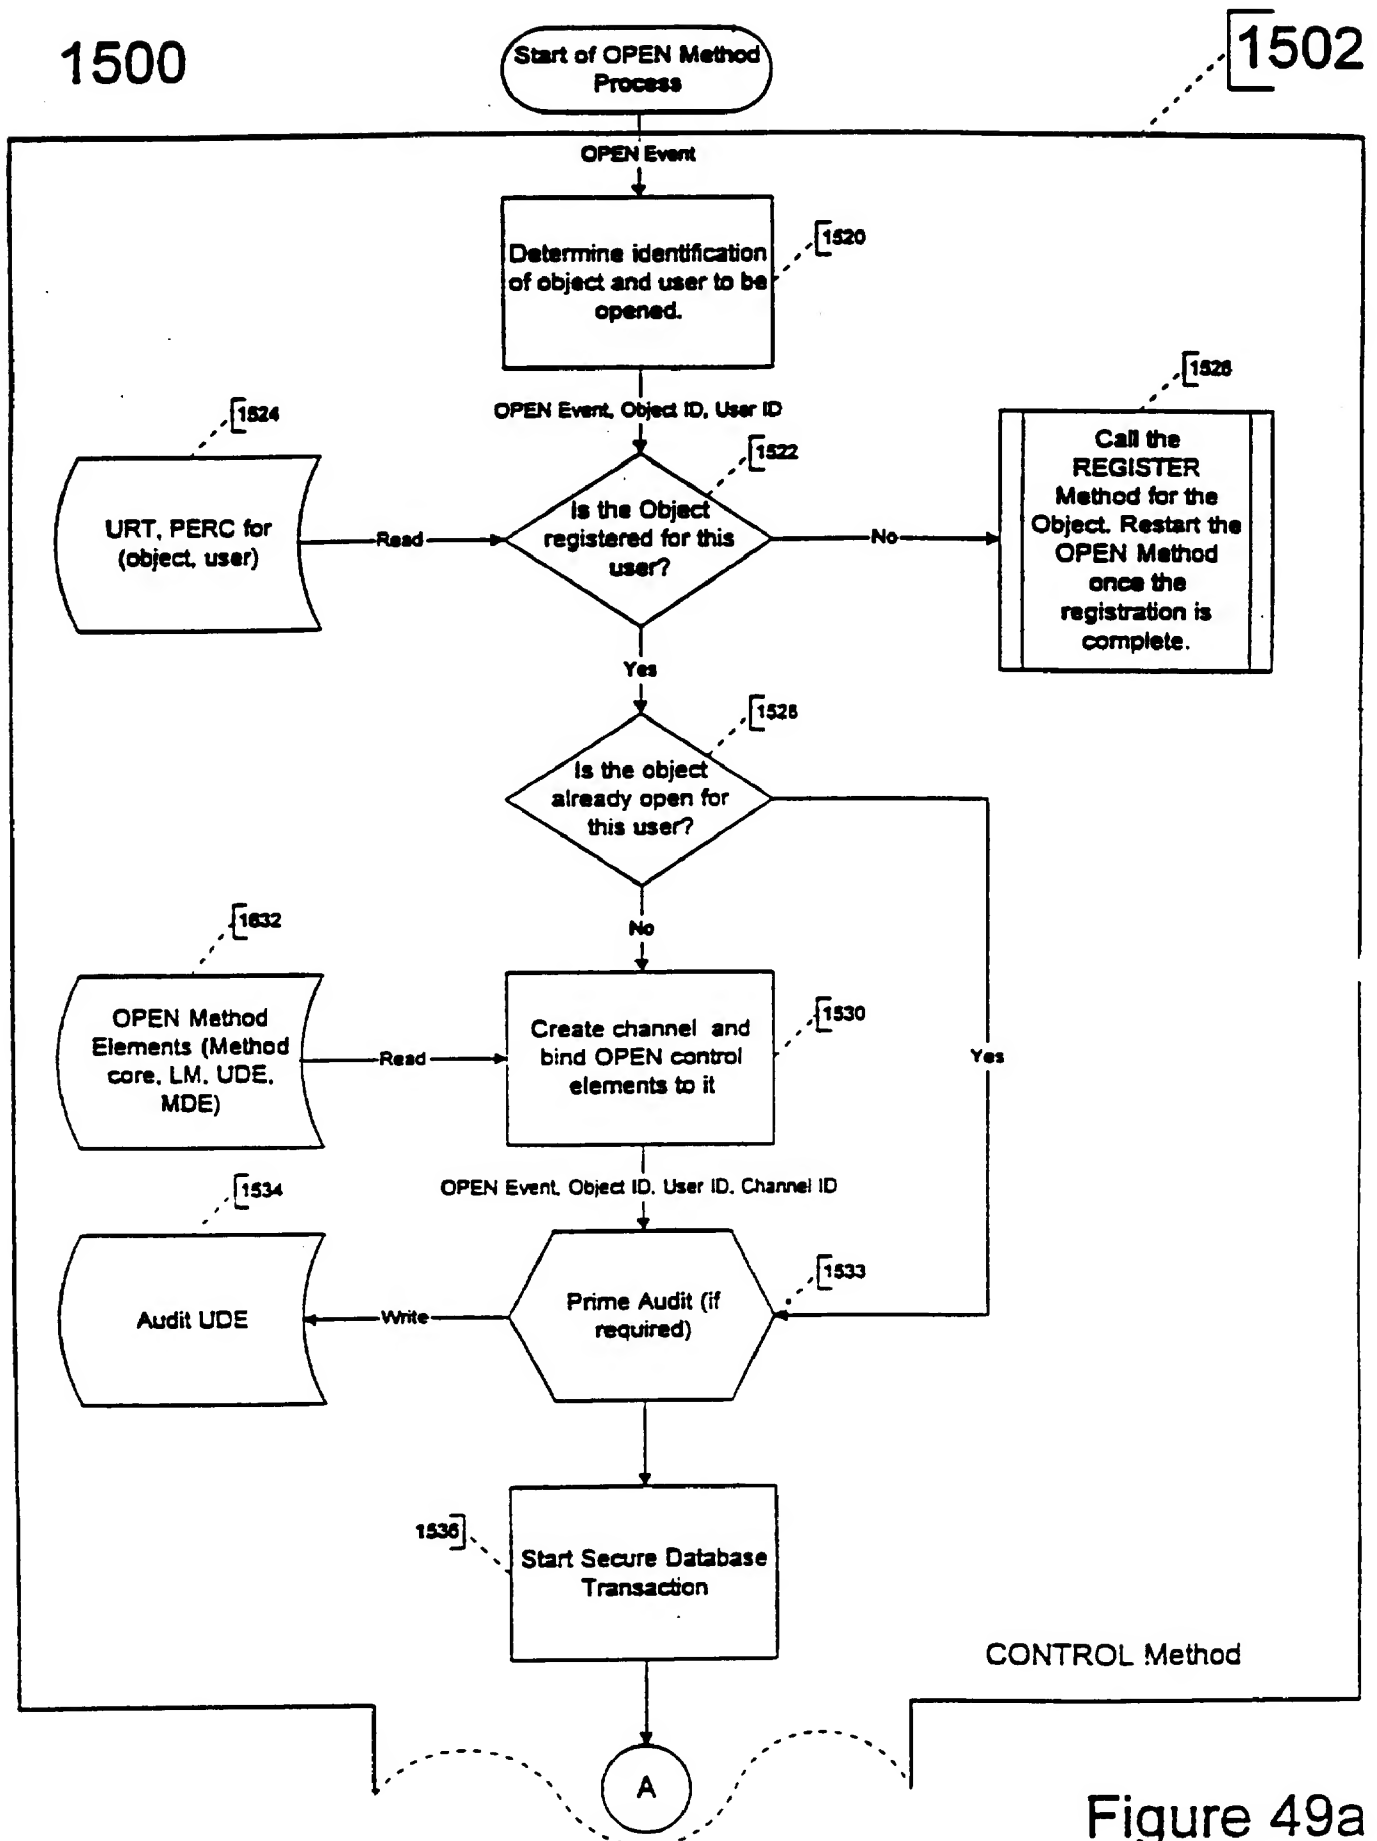 1500
1502
Start of OPEN Method
Process
OPEN Event
1520
Determine identification
of object and user to be
opened.
OPEN Event, Object ID, User ID
1524
1522
1526
URT, PERC for
(object, user)
Read
Is the Object
registered for this
user?
No
Call the
REGISTER
Method for the
Object. Restart the
OPEN Method
once the
registration is
complete.
Yes
1528
Is the object
already open for
this user?
No
Yes
1632
OPEN Method
Elements (Method
core, LM, UDE,
MDE)
Read
1530
Create channel and
bind OPEN control
elements to it
OPEN Event, Object ID, User ID, Channel ID
1534
Audit UDE
Write
1533
Prime Audit (if
required)
1536
Start Secure Database
Transaction
CONTROL Method
A
Figure 49a